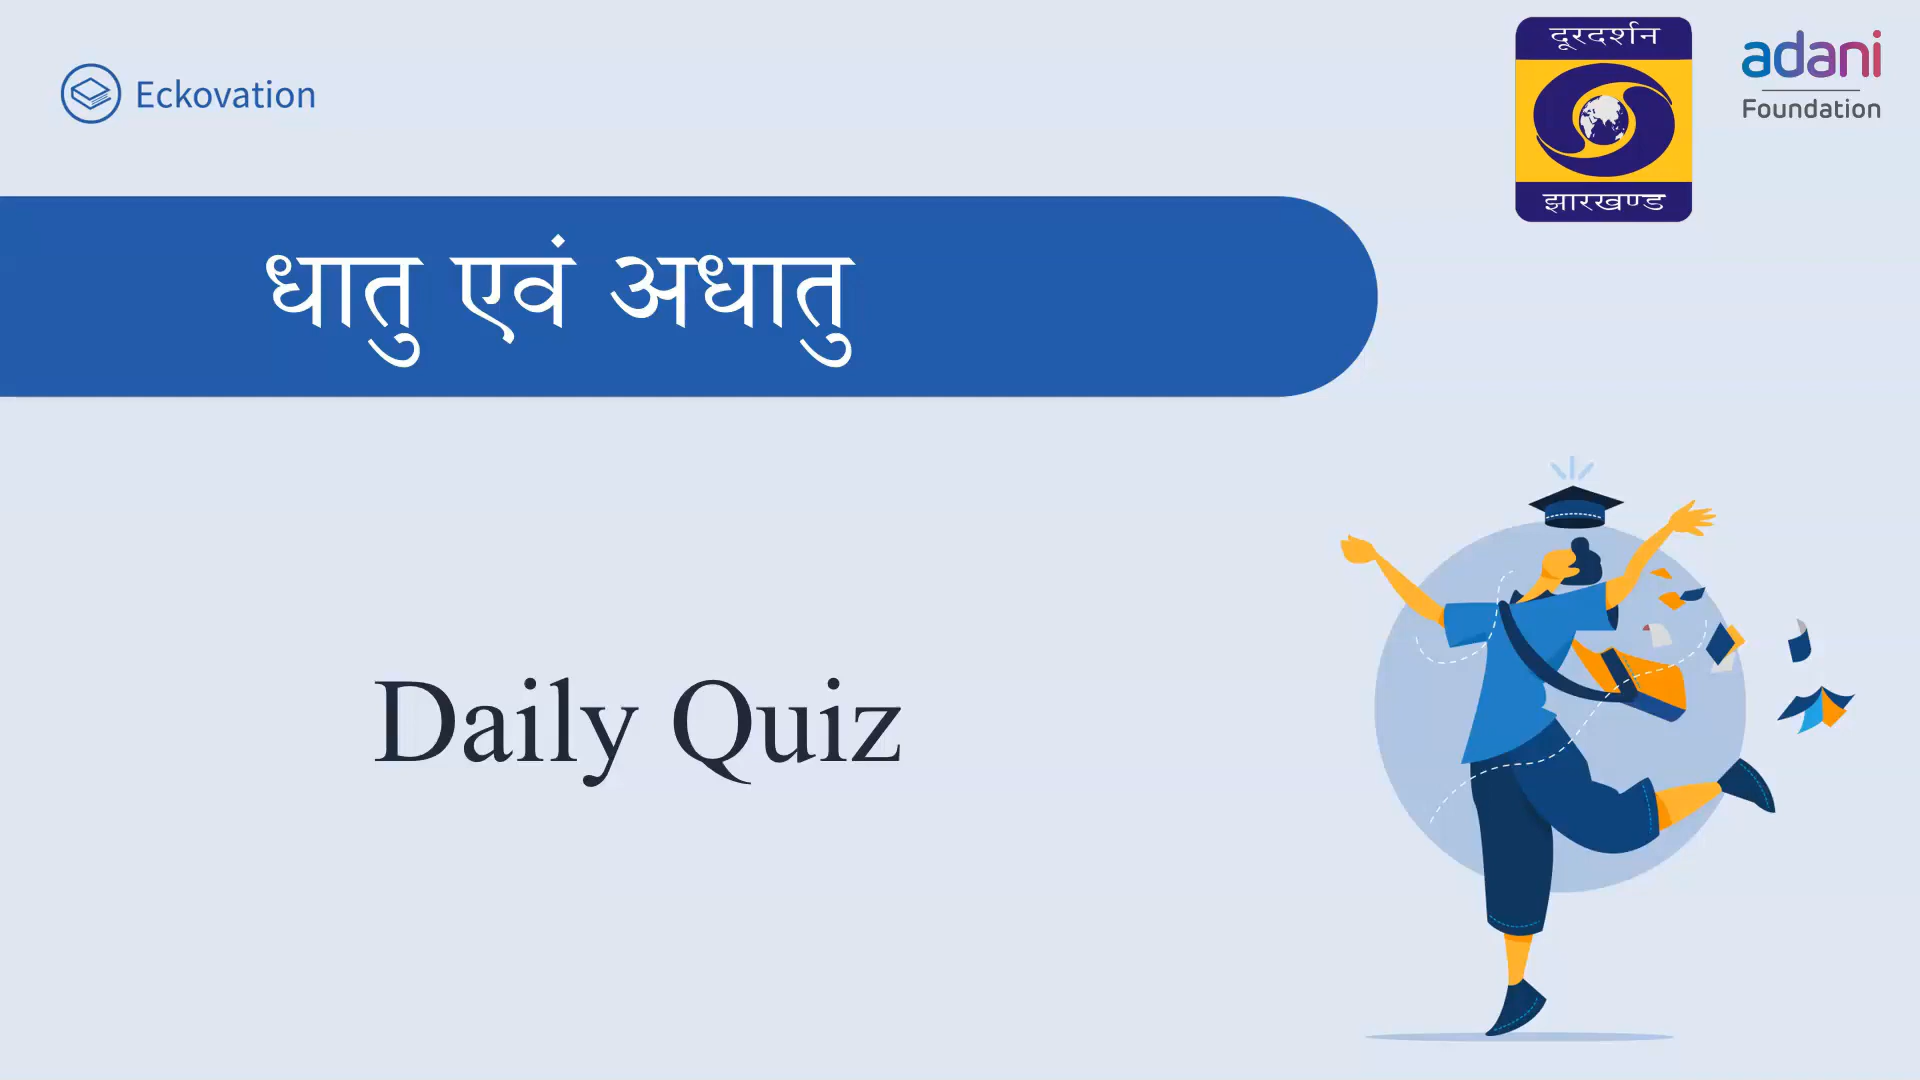 Eckovation
दूरदर्शन
झारखण्ड
adani
Foundation
धातु एवं अधातु
Daily Quiz